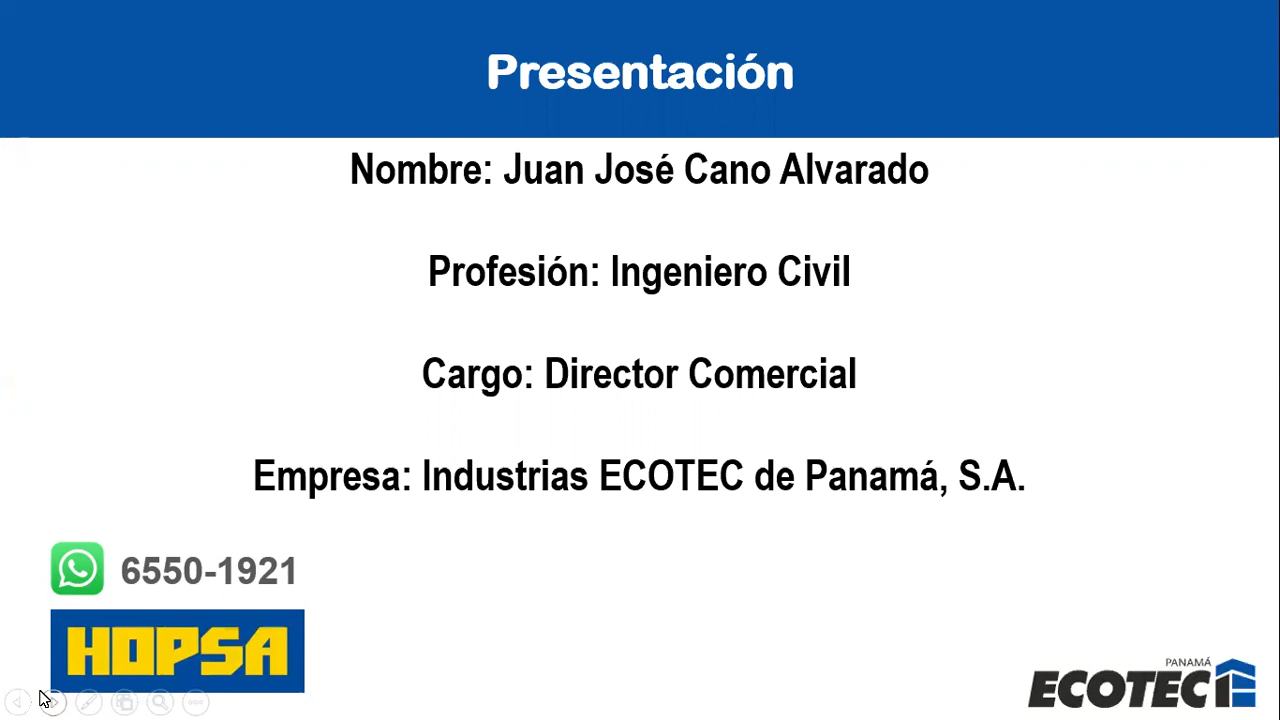 Presentación
Nombre: Juan José Cano Alvarado
Profesión: Ingeniero Civil
Cargo: Director Comercial
Empresa: Industrias ECOTEC de Panamá, S.A.
6550-1921
HOPSA
PANAMÁ
ECOTEC